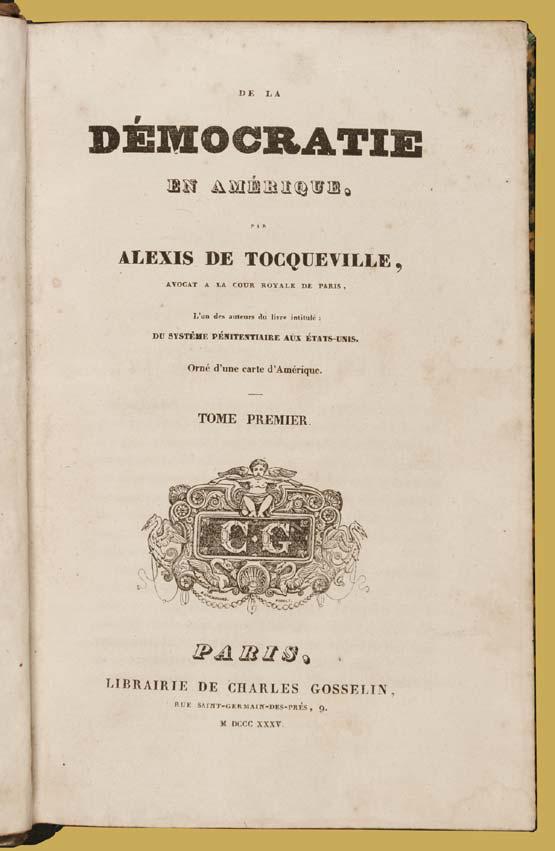 DE LA
DÉMOCRATIE
EN AMÉRIQUE,
PAR
ALEXIS DE TOCQUEVILLE,
AVOCAT A LA COUR ROYALE DE PARIS,
L'un des auteurs du livre intitulé :
DU SYSTÊME PÉNITENTIAIRE AUX ÉTATS-UNIS.
Orné d'une carte d'Amérique.
TOME PREMIER.
C·G
PARIS,
LIBRAIRIE DE CHARLES GOSSELIN,
RUE SAINT-GERMAIN-DES-PRÉS, 9.
M DCCC XXXV.